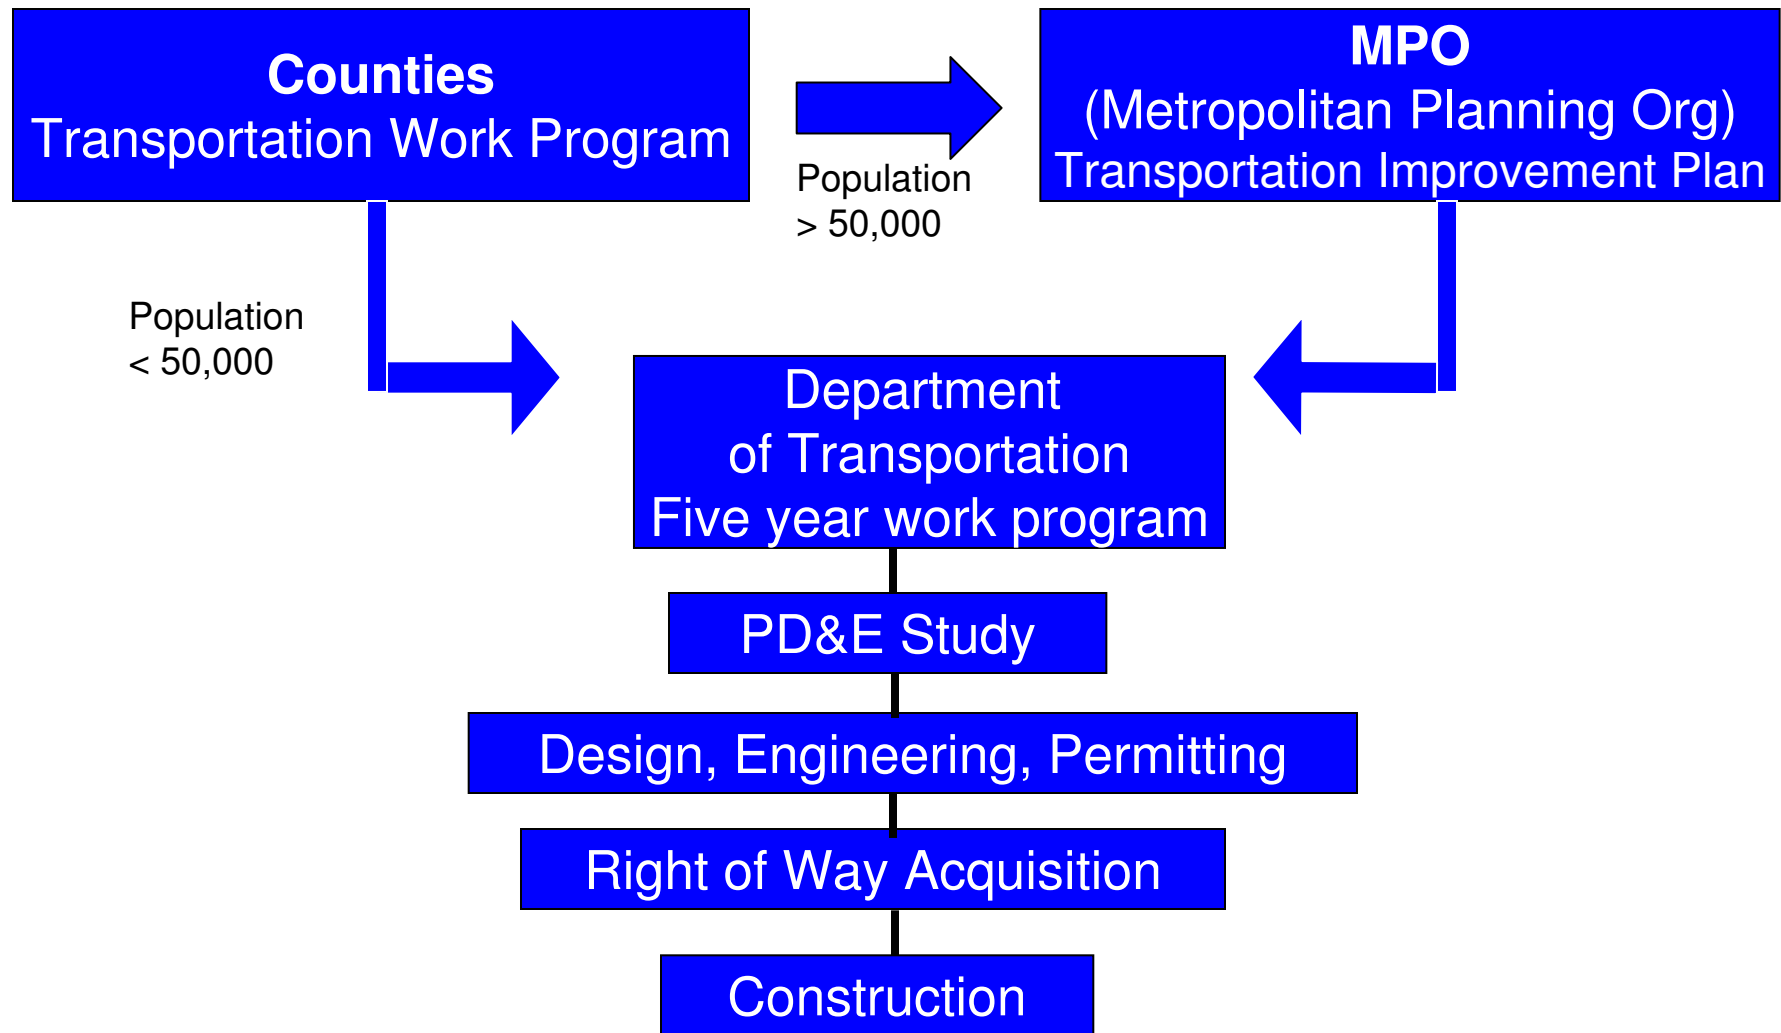 Counties
Transportation Work Program
MPO
(Metropolitan Planning Org)
Transportation Improvement Plan
Population
> 50,000
Population
< 50,000
Department
of Transportation
Five year work program
PD&E Study
Design, Engineering, Permitting
Right of Way Acquisition
Construction